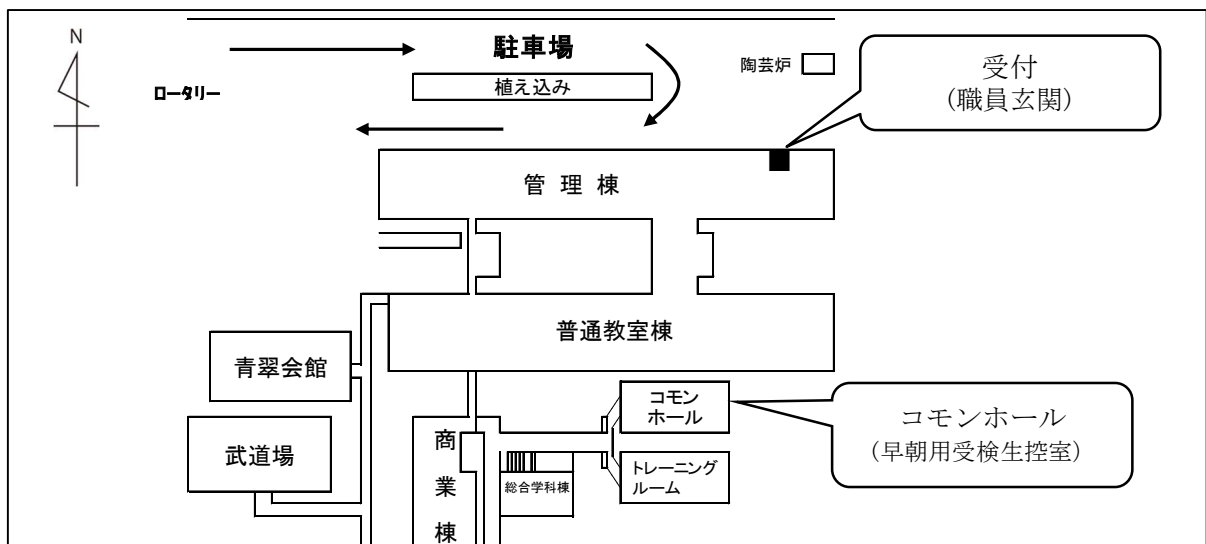 N
駐車場
ロータリー
植え込み
陶芸炉
受付
(職員玄関)
管理棟
普通教室棟
青翠会館
コモン
ホール
コモンホール
(早朝用受検生控室)
武道場
商業棟
総合学科棟
トレーニング
ルーム